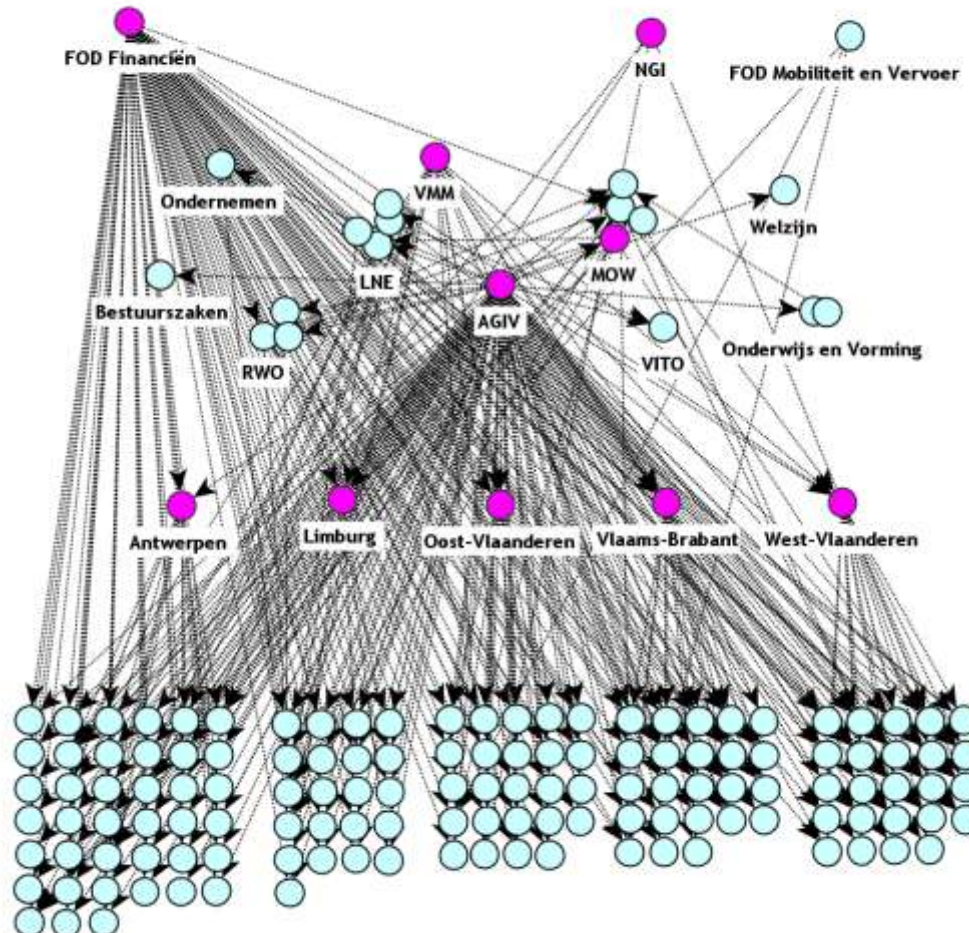 FOD Financiën
NGI
FOD Mobiliteit en Vervoer
VMM
Ondernemen
Welzijn
LNE
MOW
Bestuurszaken
AGIV
RWO
VITO
Onderwijs en Vorming
Antwerpen
Limburg
Oost-Vlaanderen
Vlaams-Brabant
West-Vlaanderen